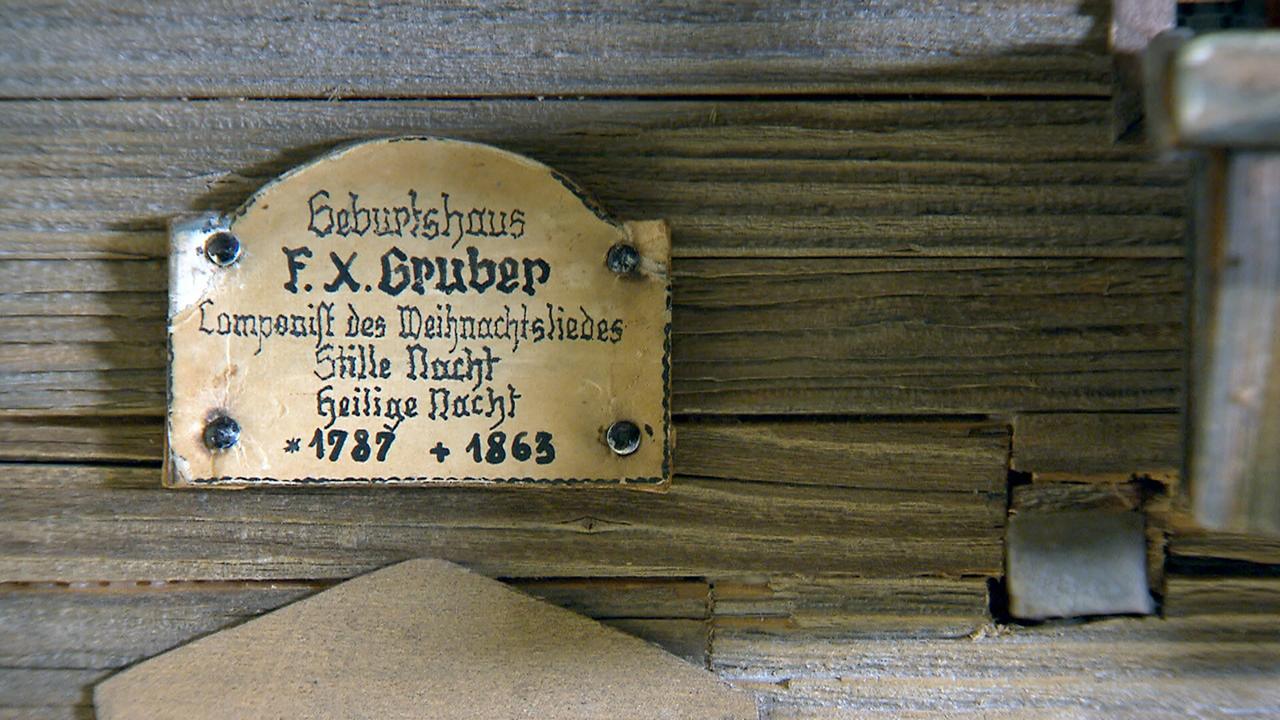 Geburtshaus
F. X. Gruber
Componist des Weihnachtsliedes
Stille Nacht
Heilige Nacht
* 1787 + 1863